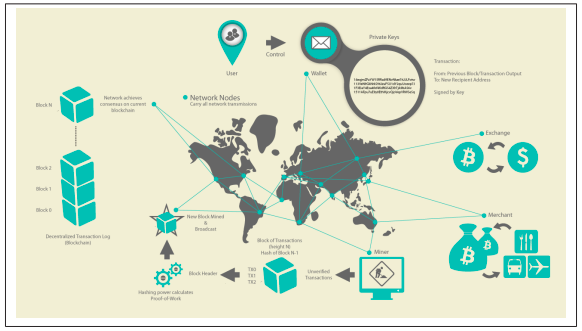 Private Keys
Control
User
Wallet
Transaction:
From: Previous Block/Transaction Output
To: New Recipient Address
Signed by Key
Block N
Network achieves
consensus on current
blockchain
Network Nodes
Carry all network transmissions
Exchange
Block 2
Block 1
Block 0
Decentralized Transaction Log
(Blockchain)
New Block Mined
&
Broadcast
Merchant
Block of Transactions
(height N)
Hash of Block N-1
Miner
Block Header
TX0
TX1
TX2
Unverified
Transactions
Hashing power calculates
Proof of Work